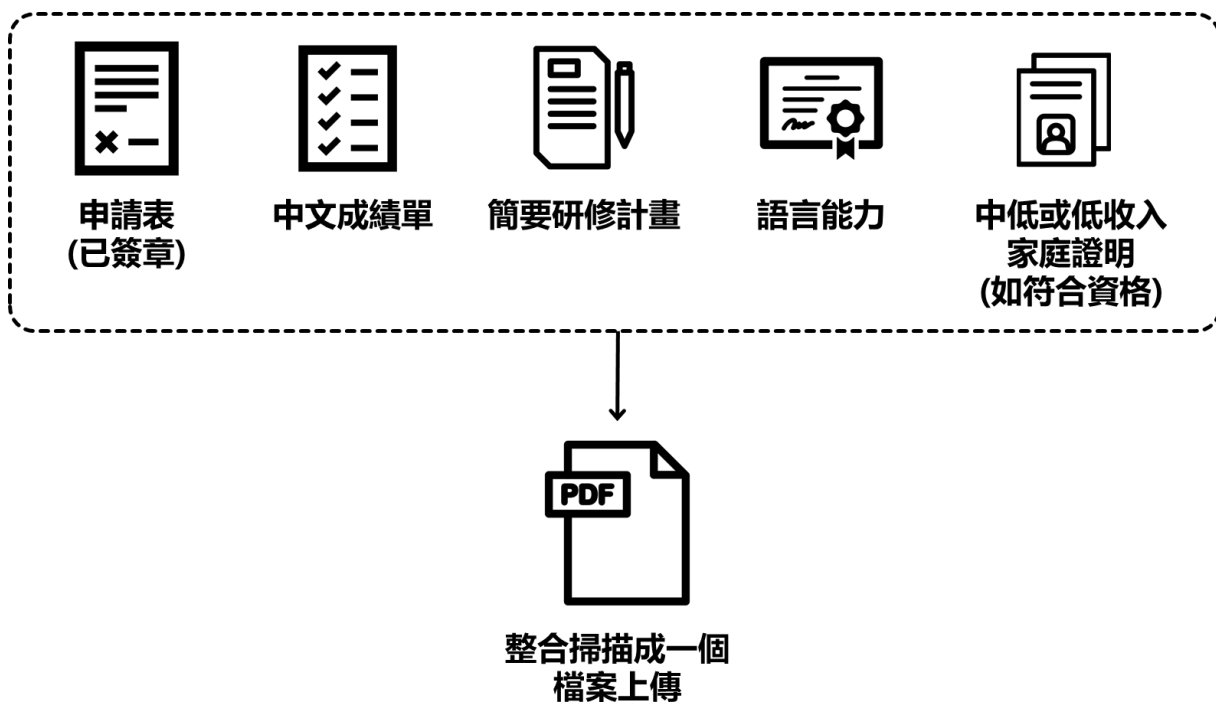 申請表
(已簽章)
中文成績單
簡要研修計畫
語言能力
中低或低收入
家庭證明
(如符合資格)
PDF
整合掃描成一個
檔案上傳